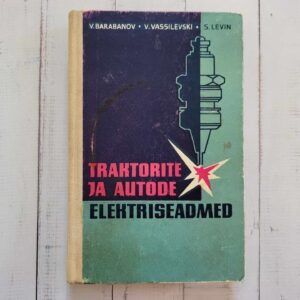 V. BARABANOV • V. VASSILEVSKI • S. LEVIN
TRAKTORITE
JA AUTODE
ELEKTRISEADMED